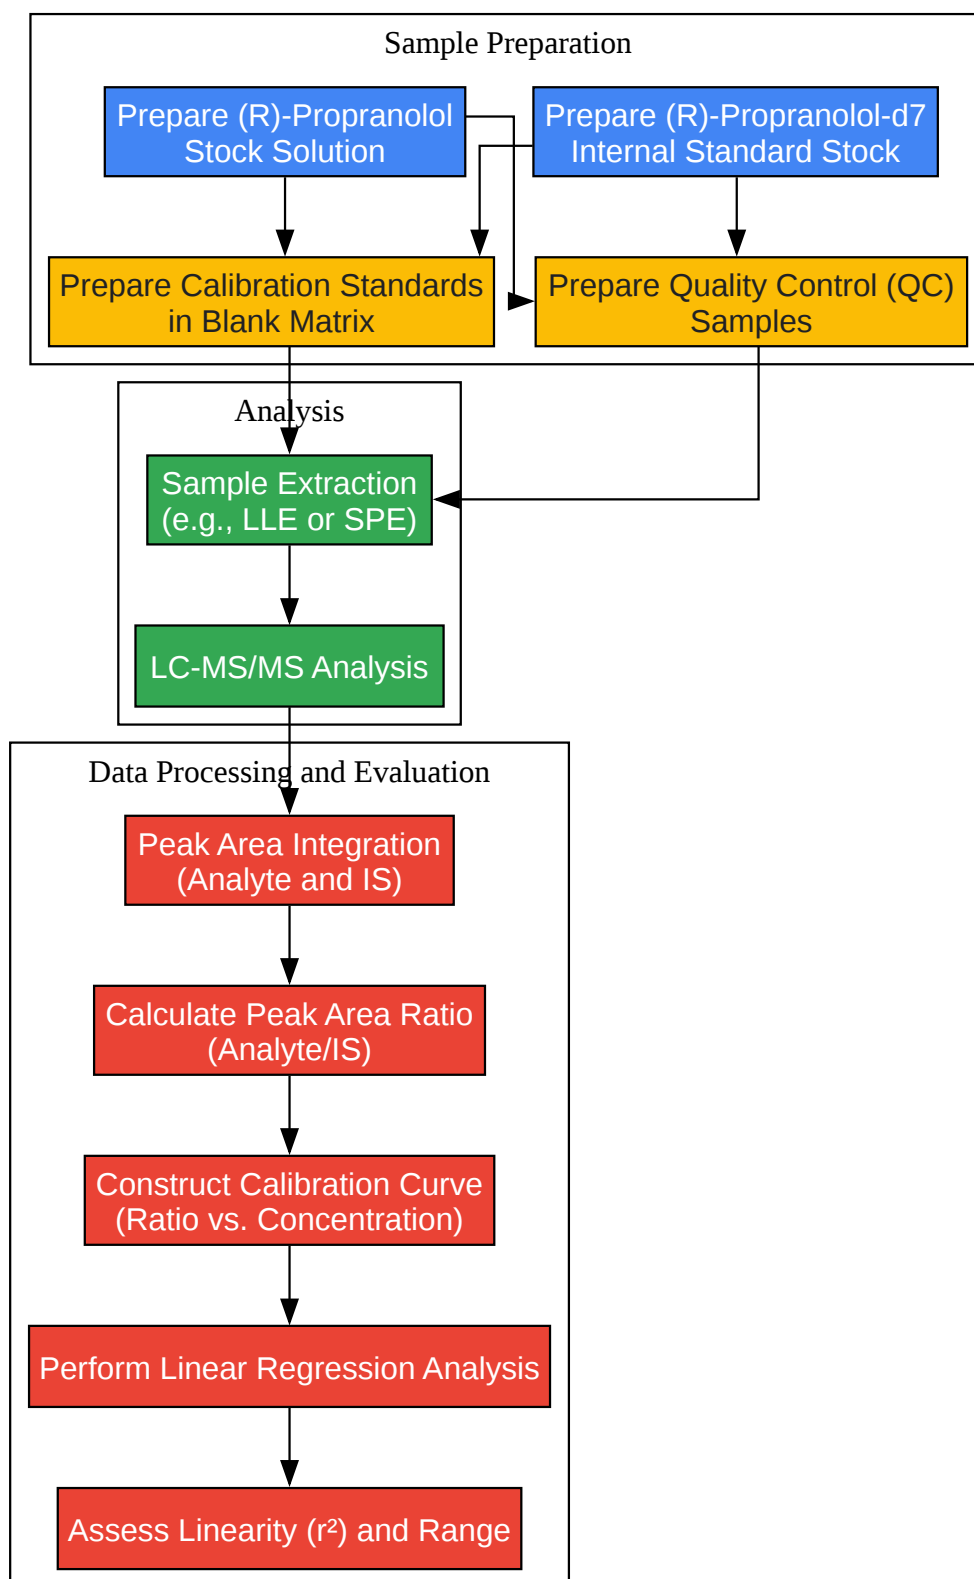 Sample Preparation
Prepare (R)-Propranolol
Stock Solution
Prepare (R)-Propranolol-d7
Internal Standard Stock
Prepare Calibration Standards
in Blank Matrix
Prepare Quality Control (QC)
Samples
Analysis
Sample Extraction
(e.g., LLE or SPE)
LC-MS/MS Analysis
Data Processing and Evaluation
Peak Area Integration
(Analyte and IS)
Calculate Peak Area Ratio
(Analyte/IS)
Construct Calibration Curve
(Ratio vs. Concentration)
Perform Linear Regression Analysis
Assess Linearity (r²) and Range